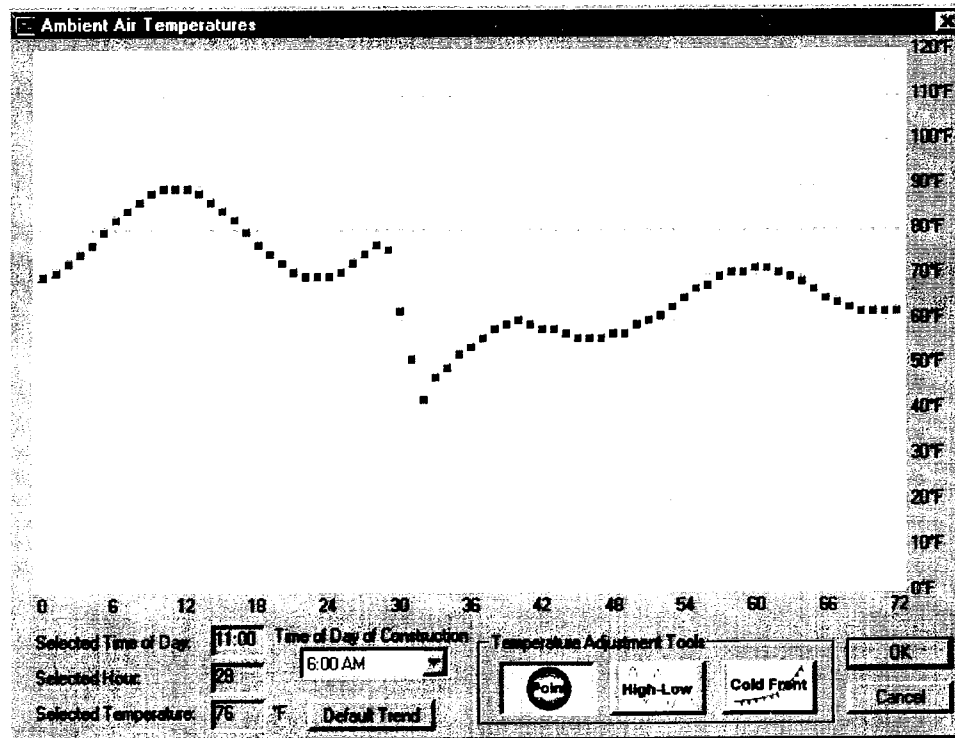 Ambient Air Temperatures
120°F
110°F
100°F
90°F
80°F
70°F
60°F
50°F
40°F
30°F
20°F
10°F
0°F
0 6 12 18 24 30 36 42 48 54 60 66 72
Selected Time of Day: 11:00
Selected Hour:
Selected Temperature: 76 °F
Time of Day of Construction
6:00 AM
Default Trend
Temperature Adjustment Tools
Point
High-Low
Cold Front
OK
Cancel